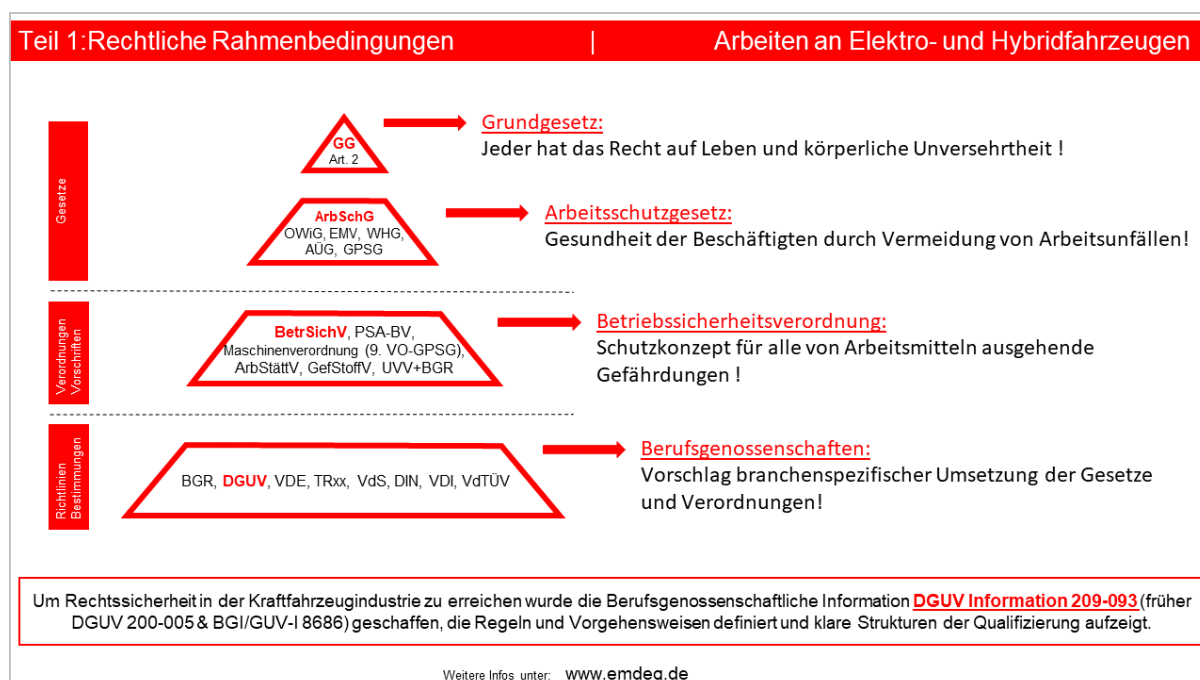 Teil 1:Rechtliche Rahmenbedingungen | Arbeiten an Elektro- und Hybridfahrzeugen
Gesetze
GG
Art. 2
Grundgesetz:
Jeder hat das Recht auf Leben und körperliche Unversehrtheit !
ArbSchG
OWiG, EMV, WHG,
AÜG, GPSG
Arbeitsschutzgesetz:
Gesundheit der Beschäftigten durch Vermeidung von Arbeitsunfällen!
Verordnungen
Vorschriften
BetrSichV, PSA-BV,
Maschinenverordnung (9. VO-GPSG),
ArbStättV, GefStoffV, UVV+BGR
Betriebssicherheitsverordnung:
Schutzkonzept für alle von Arbeitsmitteln ausgehende
Gefährdungen !
Richtlinien
Bestimmungen
BGR, DGUV, VDE, TRxx, VdS, DIN, VDI, VdTÜV
Berufsgenossenschaften:
Vorschlag branchenspezifischer Umsetzung der Gesetze
und Verordnungen!
Um Rechtssicherheit in der Kraftfahrzeugindustrie zu erreichen wurde die Berufsgenossenschaftliche Information DGUV Information 209-093 (früher
DGUV 200-005 & BGI/GUV-I 8686) geschaffen, die Regeln und Vorgehensweisen definiert und klare Strukturen der Qualifizierung aufzeigt.
Weitere Infos unter: www.emdeg.de